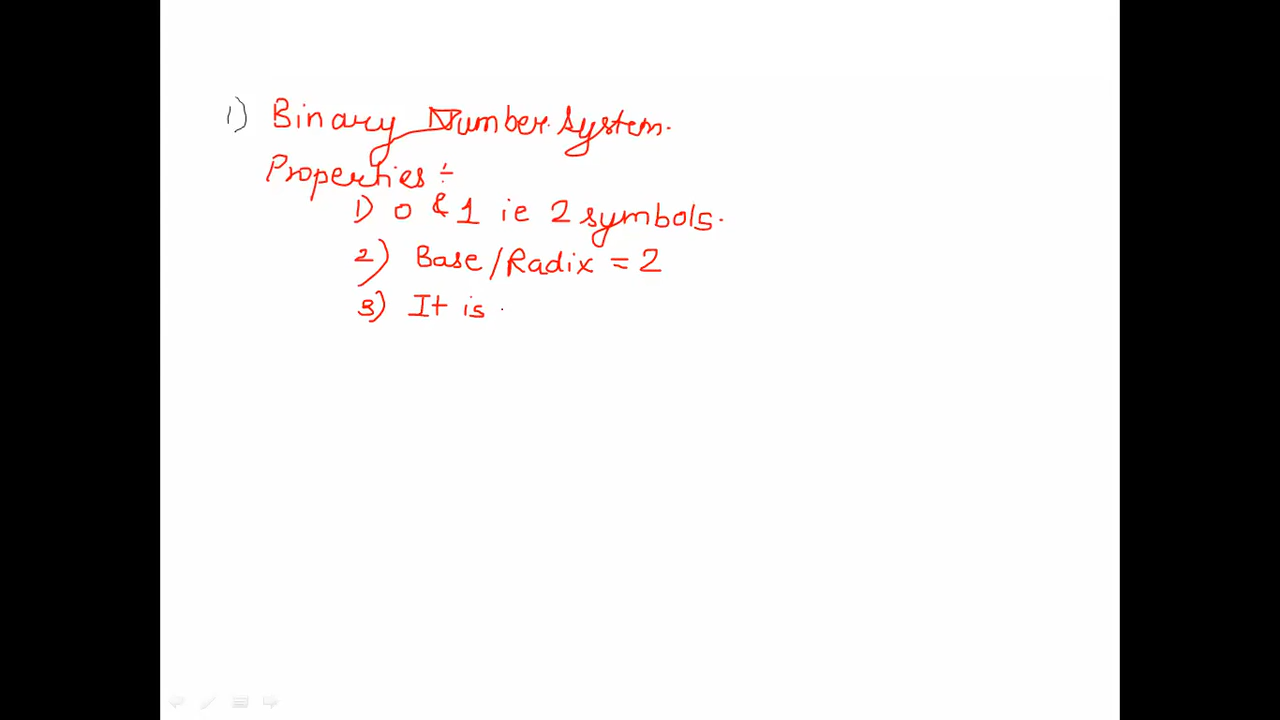 1) Binary Number System.
Properties ÷
1) 0 & 1 ie 2 symbols.
2) Base/Radix = 2
3) It is